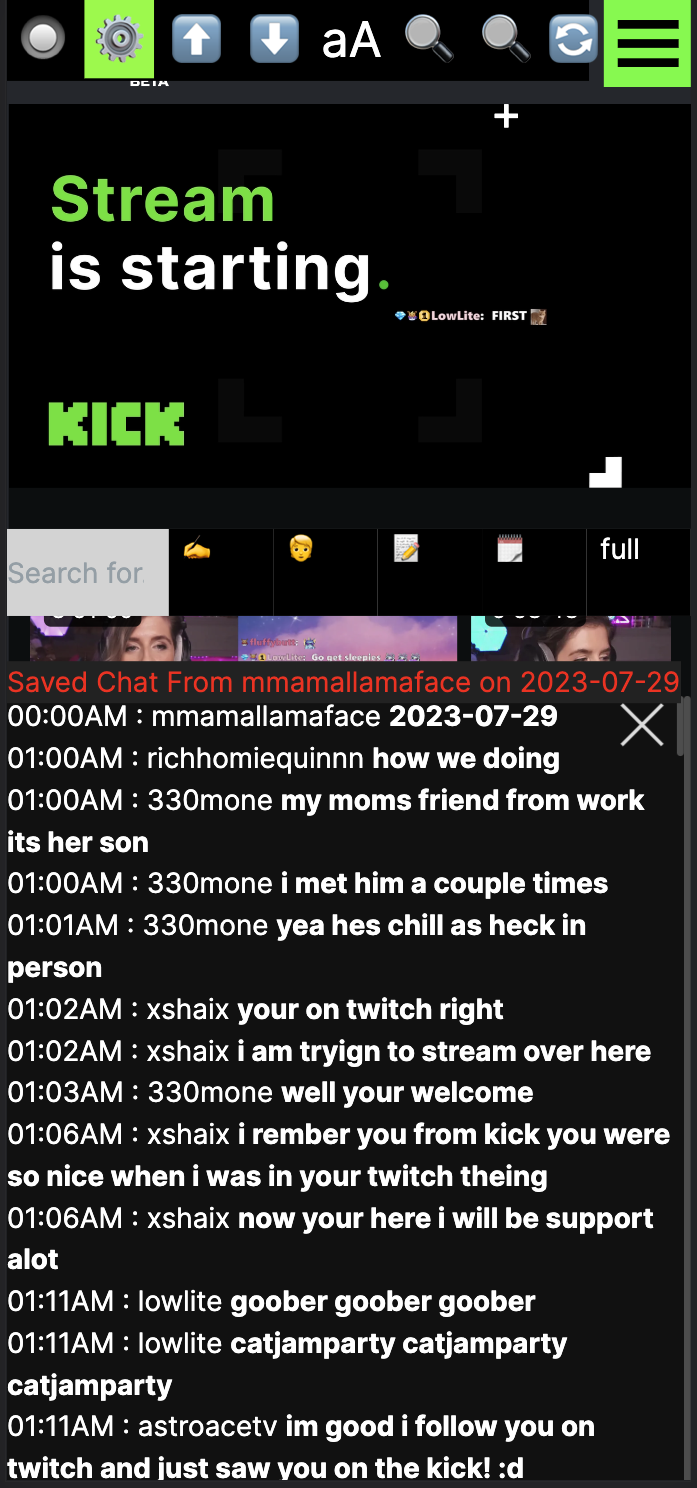 aA
BETA
Stream
is starting.
LowLite: FIRST
KICK
Search for
full
LowLite: Go get sleepies
Saved Chat From mmamallamaface on 2023-07-29
00:00AM : mmamallamaface 2023-07-29
01:00AM : richhomiequinnn how we doing
01:00AM : 330mone my moms friend from work
its her son
01:00AM : 330mone i met him a couple times
01:01AM : 330mone yea hes chill as heck in
person
01:02AM : xshaix your on twitch right
01:02AM : xshaix i am tryign to stream over here
01:03AM : 330mone well your welcome
01:06AM : xshaix i rember you from kick you were
so nice when i was in your twitch theing
01:06AM : xshaix now your here i will be support
alot
01:11AM : lowlite goober goober goober
01:11AM : lowlite catjamparty catjamparty
catjamparty
01:11AM : astroacetv im good i follow you on
twitch and just saw you on the kick! :d